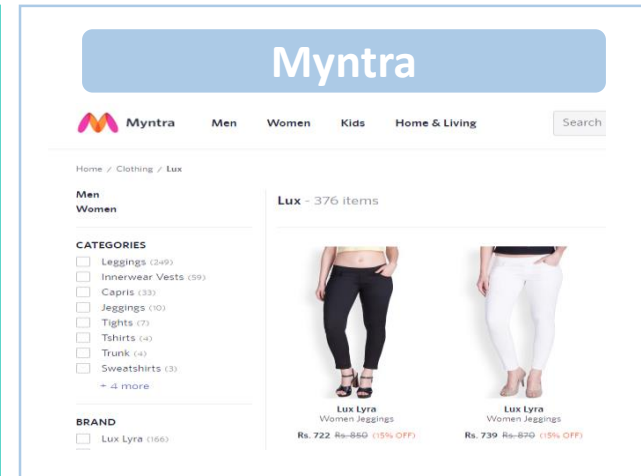 Myntra
Myntra Men Women Kids Home & Living Search
Home / Clothing / Lux
Men
Women
Lux - 376 items
CATEGORIES
Leggings (249)
Innerwear Vests (59)
Capris (33)
Jeggings (10)
Tights (7)
Tshirts (4)
Trunk (4)
Sweatshirts (3)
+ 4 more
BRAND
Lux Lyra (166)
Lux Lyra
Women Jeggings
Rs. 722 Rs. 850 (15% OFF)
Lux Lyra
Women Jeggings
Rs. 739 Rs. 870 (15% OFF)